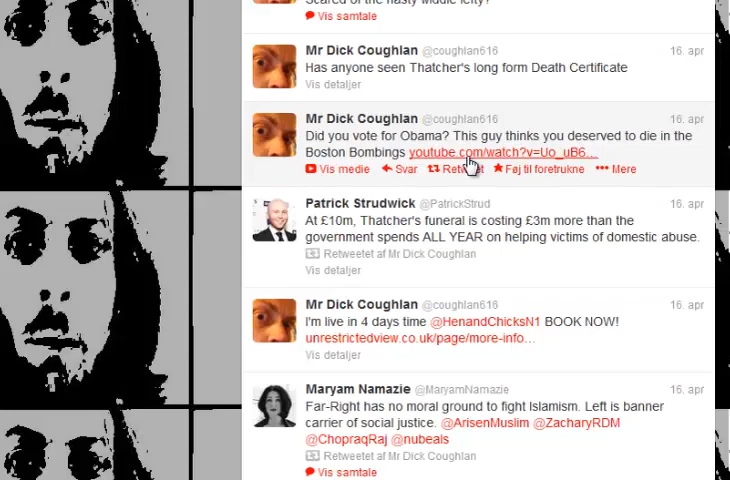 Scared of the nasty widdle lefty?
Vis samtale
Mr Dick Coughlan @coughlan616 16. apr
Has anyone seen Thatcher's long form Death Certificate
Vis detaljer
Mr Dick Coughlan @coughlan616 16. apr
Did you vote for Obama? This guy thinks you deserved to die in the
Boston Bombings youtube.com/watch?v=Uo_uB6...
Vis medie Svar Retweet Føj til foretrukne Mere
Patrick Strudwick @PatrickStrud 16. apr
At £10m, Thatcher's funeral is costing £3m more than the
government spends ALL YEAR on helping victims of domestic abuse.
Retweetet af Mr Dick Coughlan
Vis detaljer
Mr Dick Coughlan @coughlan616 16. apr
I'm live in 4 days time @HenandChicksN1 BOOK NOW!
unrestrictedview.co.uk/page/more-info...
Vis detaljer
Maryam Namazie @MaryamNamazie 16. apr
Far-Right has no moral ground to fight Islamism. Left is banner
carrier of social justice. @ArisenMuslim @ZacharyRDM
@ChopraqRaj @nubeals
Retweetet af Mr Dick Coughlan
Vis samtale